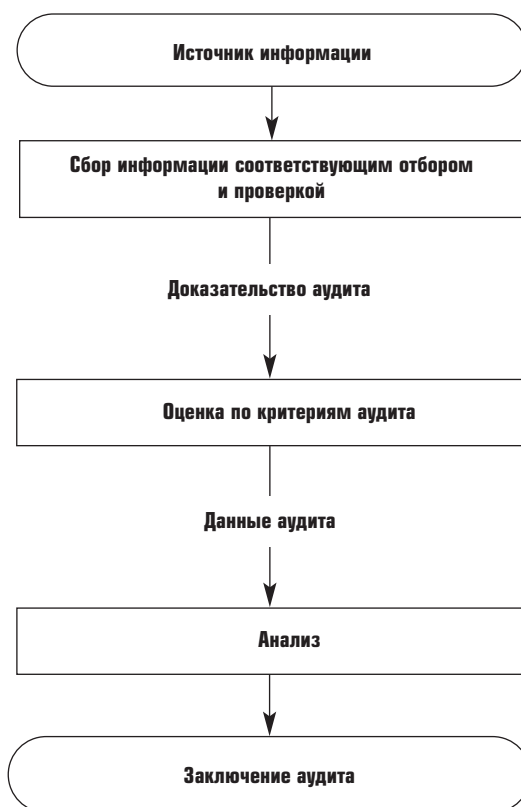 Источник информации
Сбор информации соответствующим отбором
и проверкой
Доказательство аудита
Оценка по критериям аудита
Данные аудита
Анализ
Заключение аудита